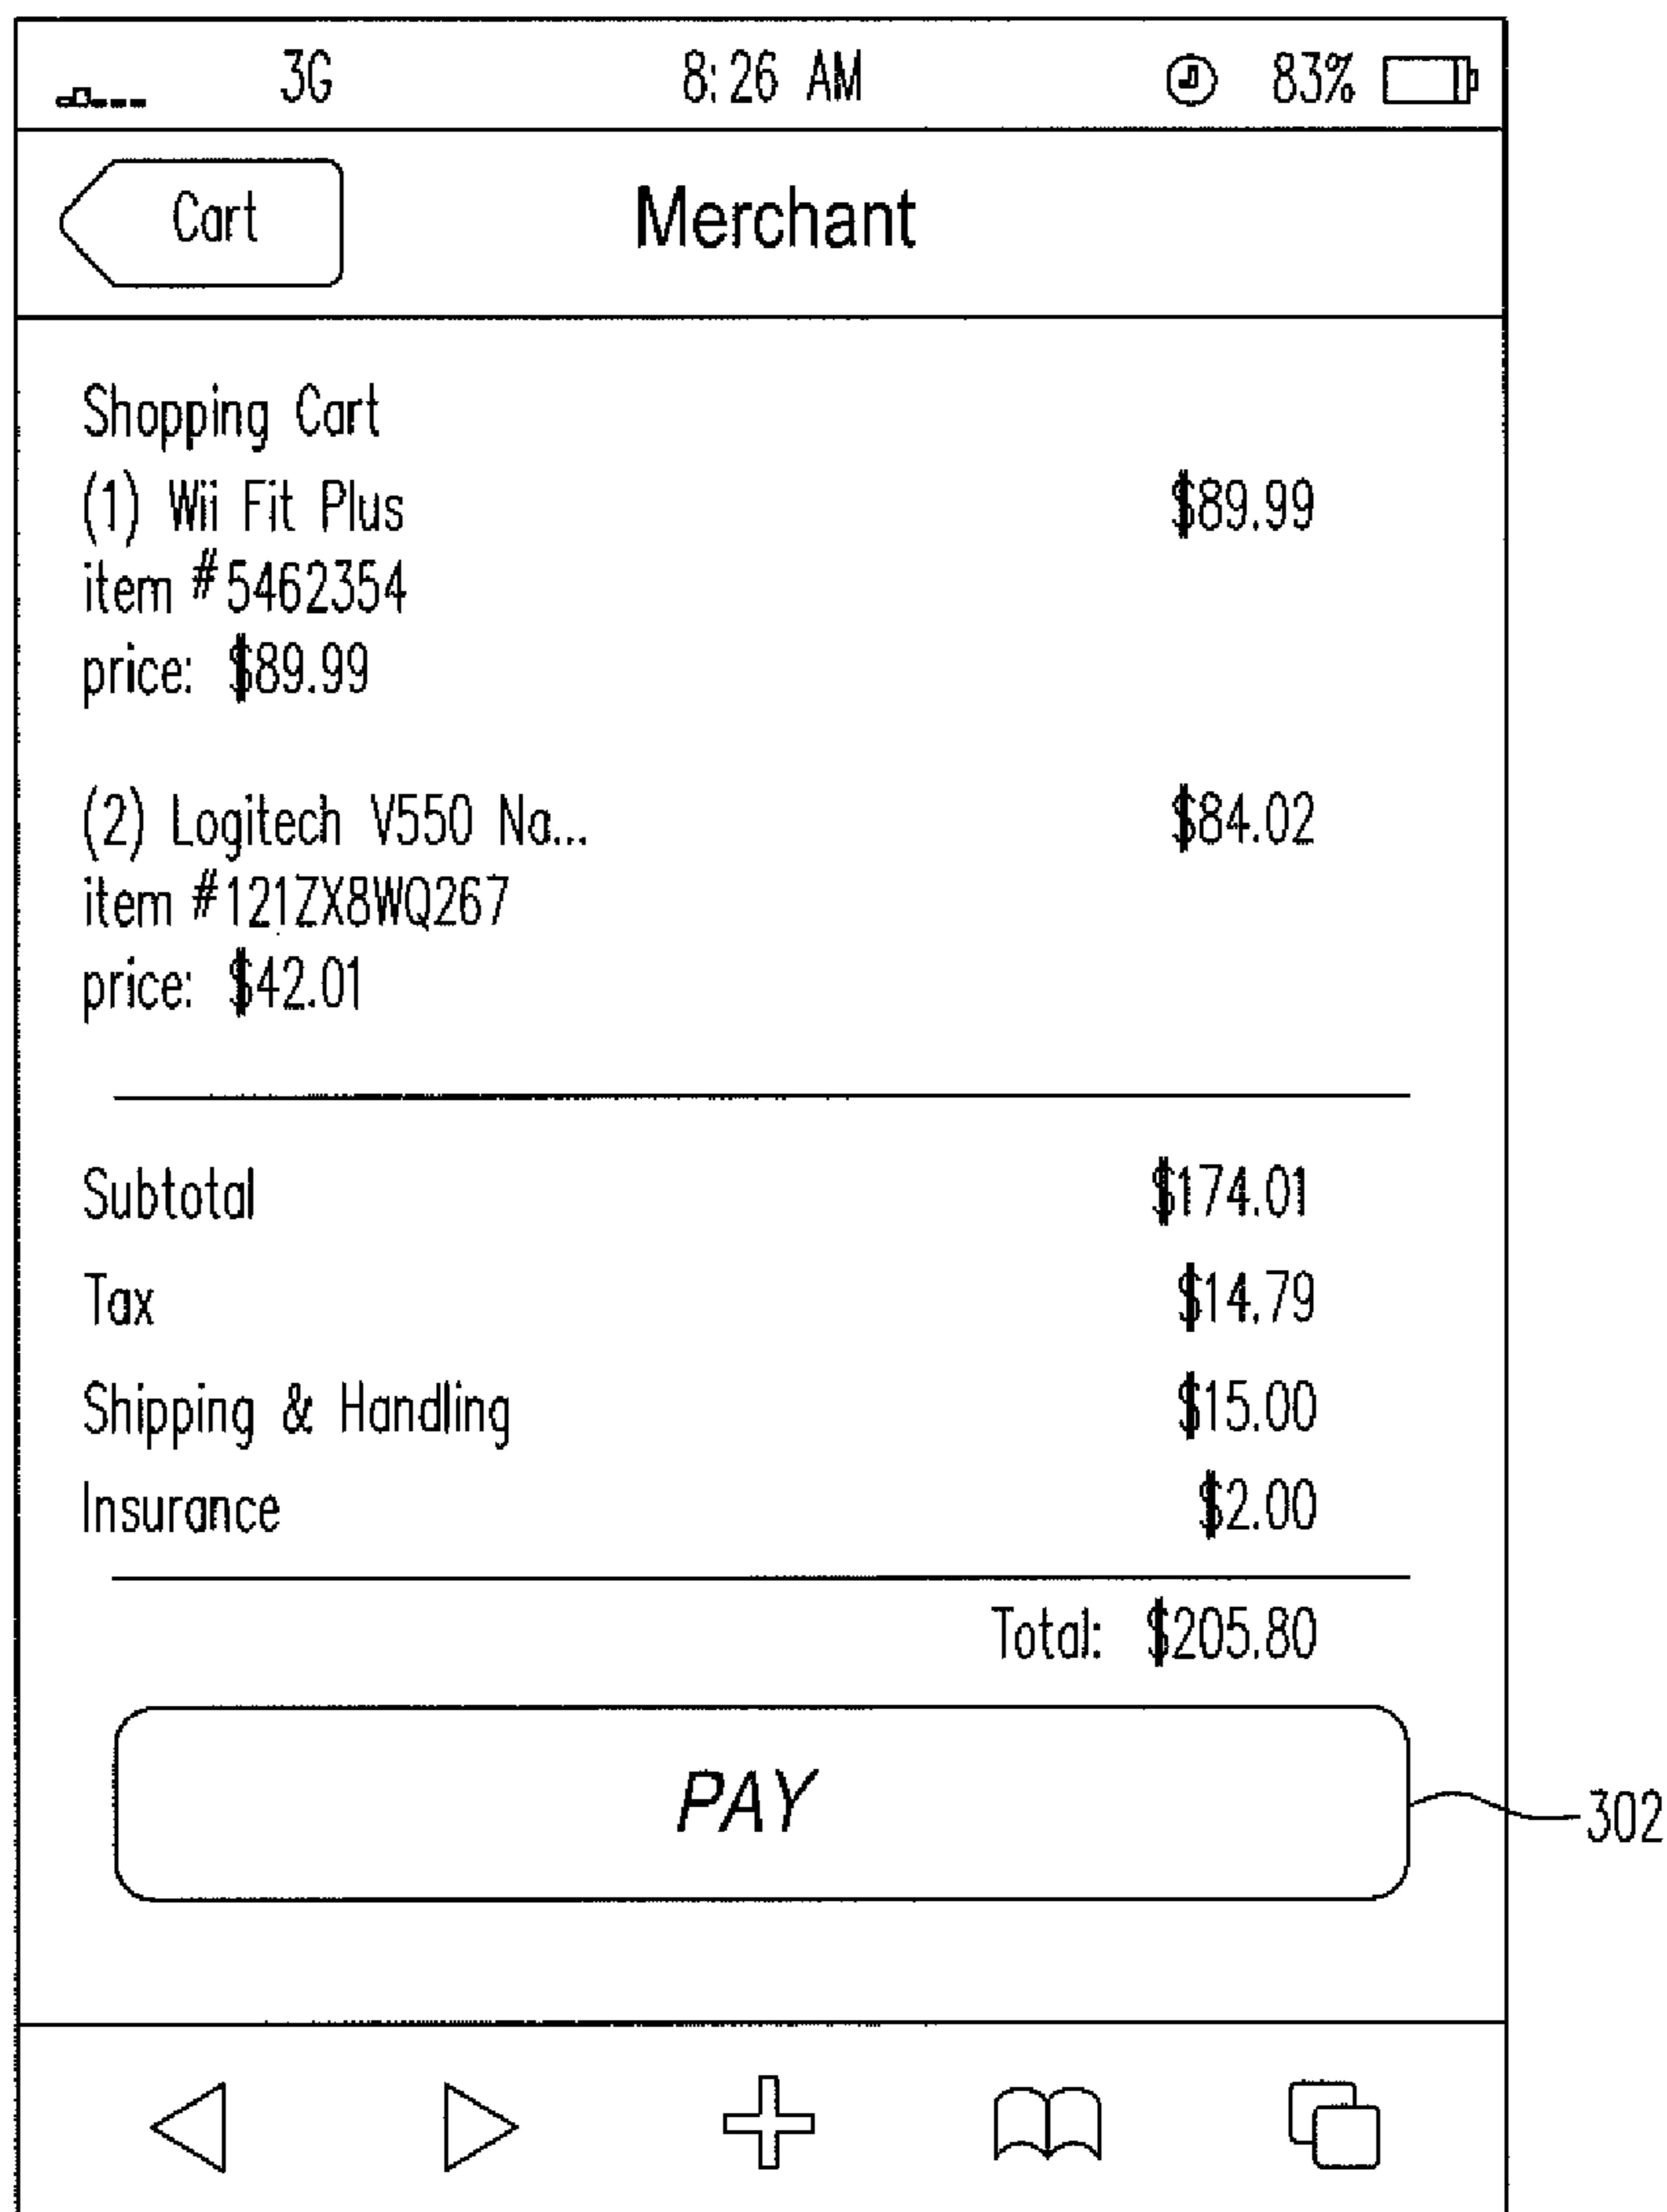 3G 8:26 AM 83%
Cart Merchant
Shopping Cart
(1) Wii Fit Plus $89.99
item #5462354
price: $89.99
(2) Logitech V550 Na... $84.02
item #121ZX8WQ267
price: $42.01
Subtotal $174.01
Tax $14.79
Shipping & Handling $15.00
Insurance $2.00
Total: $205.80
PAY
302